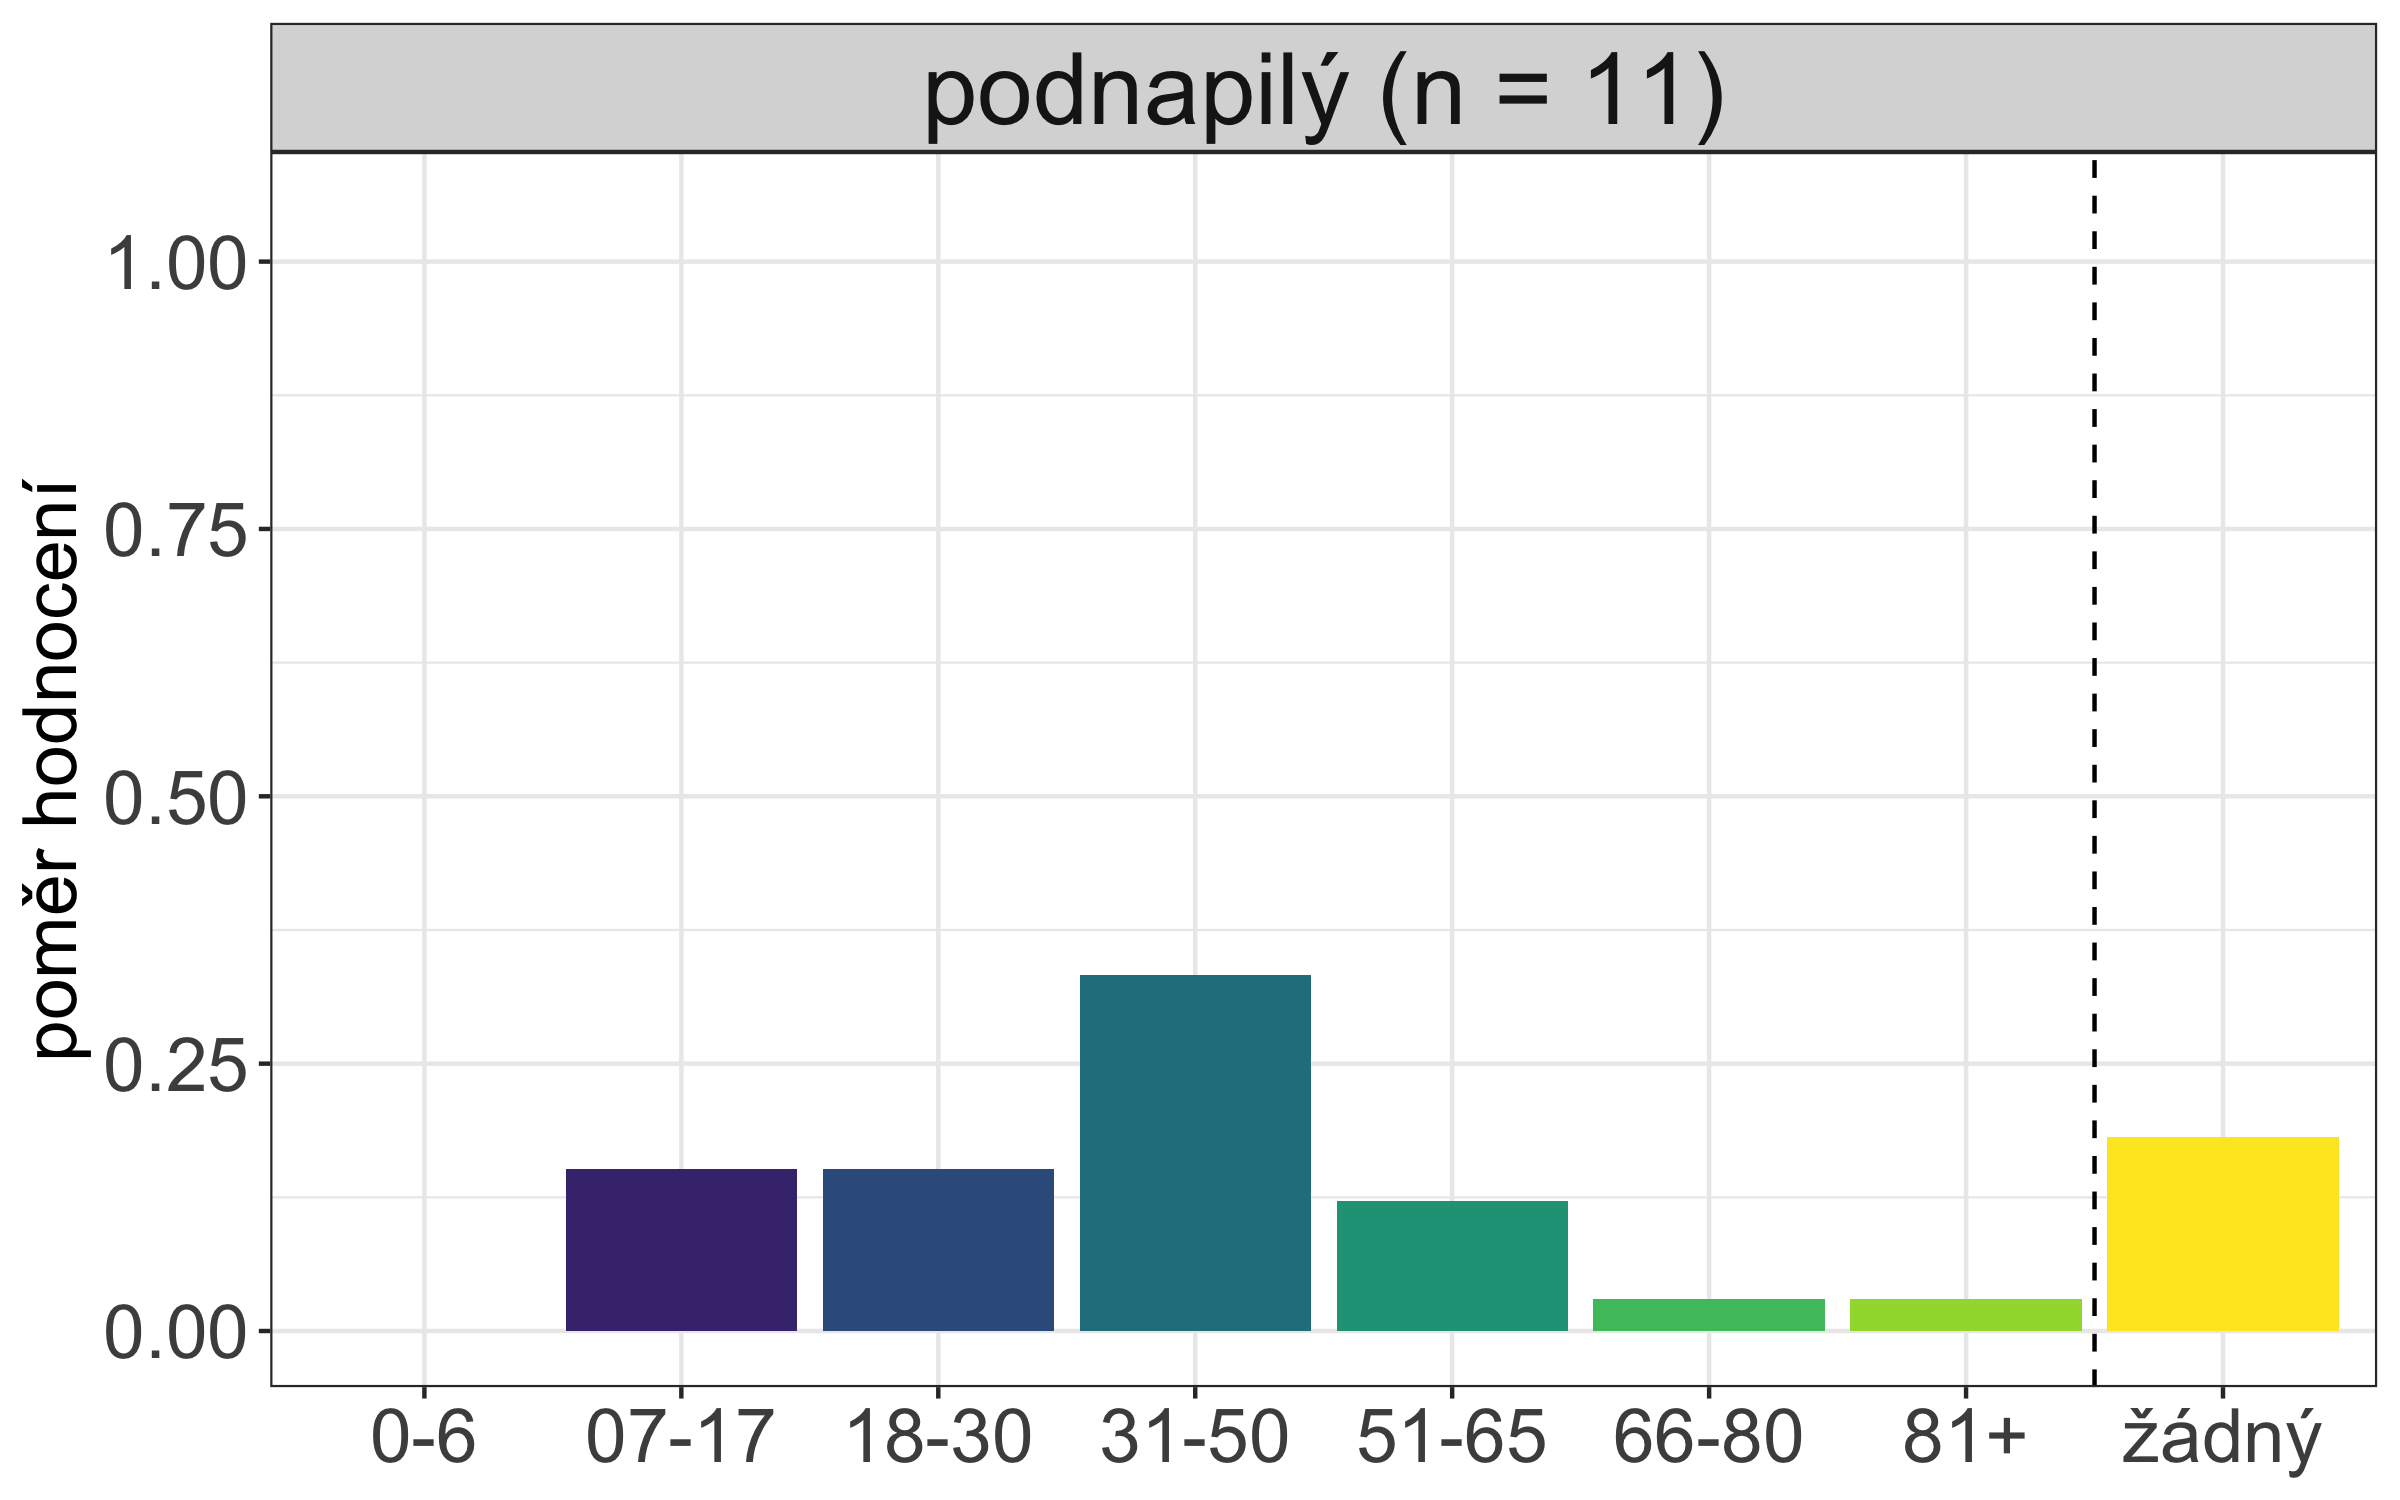 podnapilý (n = 11)
poměr hodnocení
1.00
0.75
0.50
0.25
0.00
0-6 07-17 18-30 31-50 51-65 66-80 81+ žádný